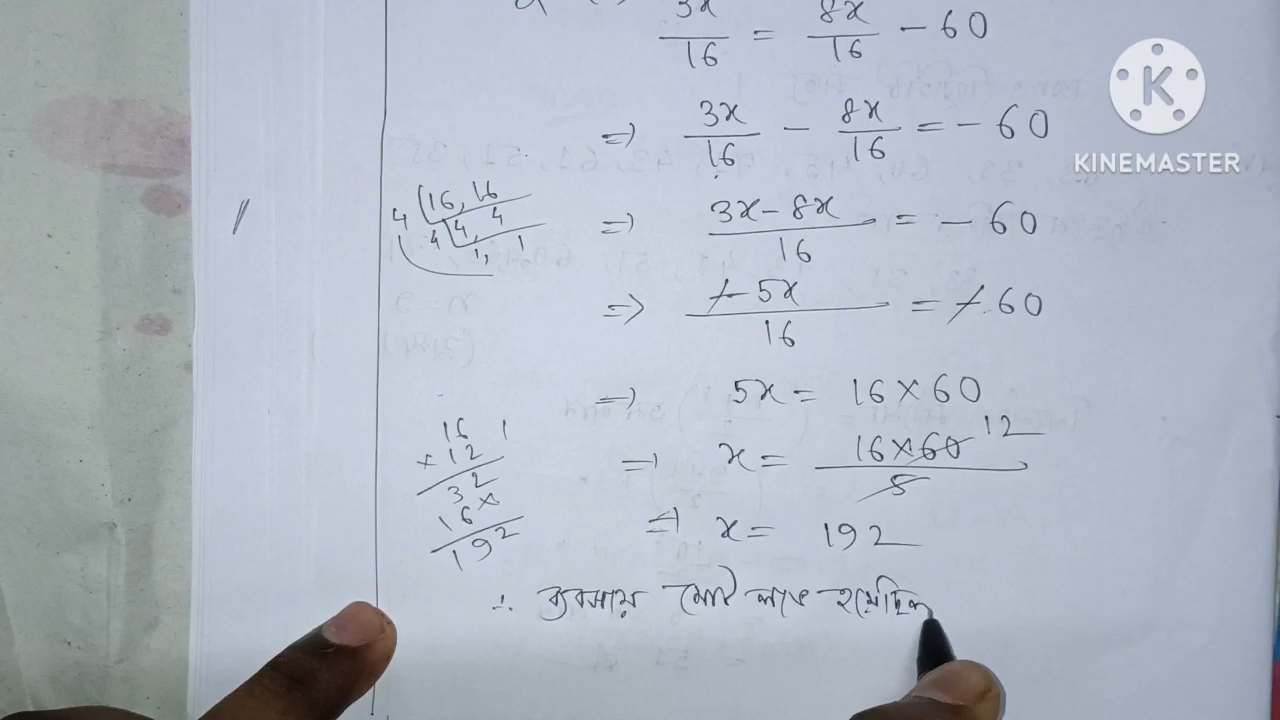 3x/16 = 8x/16 - 60
⇒ 3x/16 - 8x/16 = - 60
KINEMASTER
4 16, 16
4 4, 4
1, 1
⇒ 3x - 8x/16 = - 60
⇒ - 5x/16 = - 60
⇒ 5x = 16 × 60
16 1
× 12
32
16 ×
192
⇒ x = 16 × 60/5 12
⇒ x = 192
∴ ব্যবসায় মোট লাভ হয়েছিল